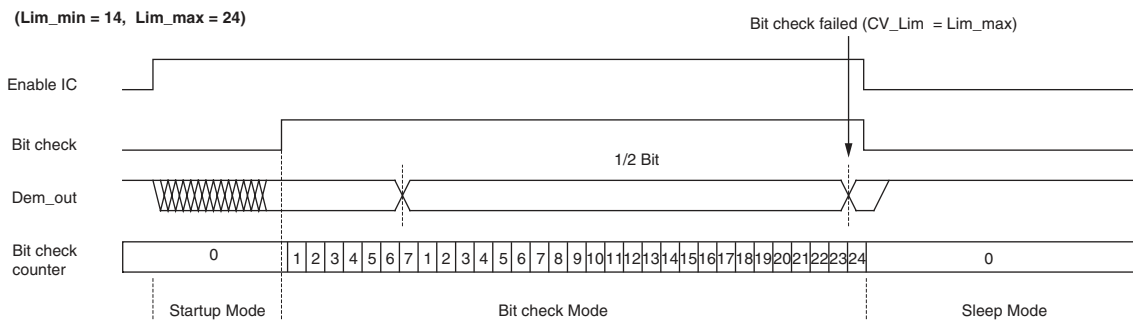 (Lim_min = 14, Lim_max = 24)
Bit check failed (CV_Lim = Lim_max)
Enable IC
Bit check
1/2 Bit
Dem_out
Bit check
counter
0 1 2 3 4 5 6 7 1 2 3 4 5 6 7 8 9 10 11 12 13 14 15 16 17 18 19 20 21 22 23 24 0
Startup Mode Bit check Mode Sleep Mode